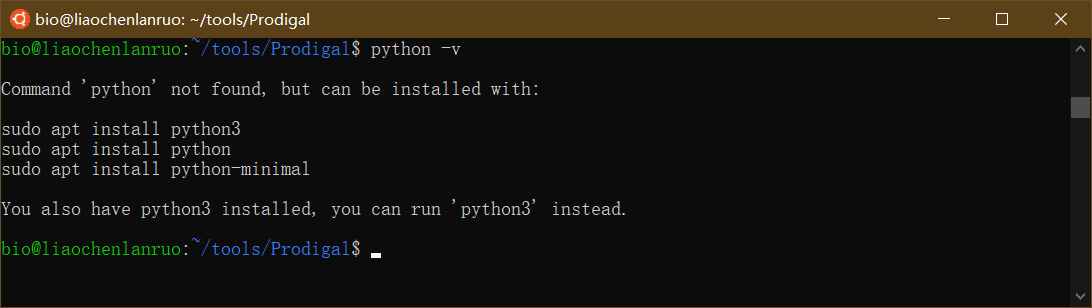 bio@liaochenlanruo: ~/tools/Prodigal
bio@liaochenlanruo:~/tools/Prodigal$ python -v
Command 'python' not found, but can be installed with:
sudo apt install python3
sudo apt install python
sudo apt install python-minimal
You also have python3 installed, you can run 'python3' instead.
bio@liaochenlanruo:~/tools/Prodigal$